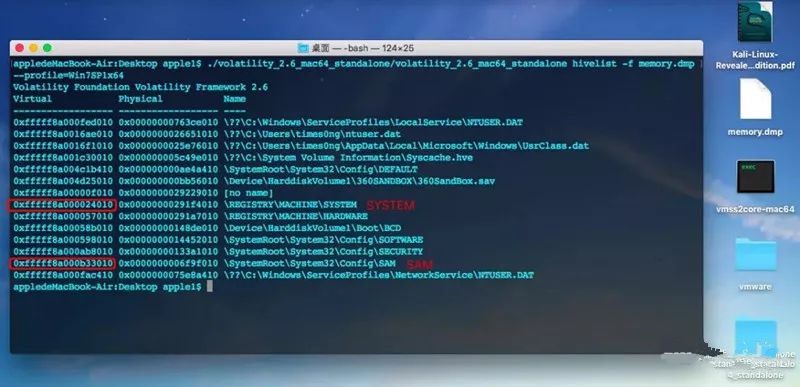 桌面 — -bash — 124×25
appledeMacBook-Air:Desktop apple1$ ./volatility_2.6_mac64_standalone/volatility_2.6_mac64_standalone hivelist -f memory.dmp
--profile=Win7SP1x64
Volatility Foundation Volatility Framework 2.6
Virtual Physical Name
------------------ ------------------ ----
0xfffff8a000fed010 0x00000000763ce010 \??\C:\Windows\ServiceProfiles\LocalService\NTUSER.DAT
0xfffff8a0016ae010 0x0000000026651010 \??\C:\Users\times0ng\ntuser.dat
0xfffff8a0016f1010 0x0000000025e76010 \??\C:\Users\times0ng\AppData\Local\Microsoft\Windows\UsrClass.dat
0xfffff8a001c30010 0x000000005c49e010 \??\C:\System Volume Information\Syscache.hve
0xfffff8a004c1b410 0x000000000ae4a410 \SystemRoot\System32\Config\DEFAULT
0xfffff8a004d25010 0x000000000bb56010 \Device\HarddiskVolume1\360SANDBOX\360SandBox.sav
0xfffff8a00000f010 0x0000000029229010 [no name]
0xfffff8a000024010 0x00000000291f4010 \REGISTRY\MACHINE\SYSTEM SYSTEM
0xfffff8a000057010 0x00000000291a7010 \REGISTRY\MACHINE\HARDWARE
0xfffff8a00058b010 0x00000000148de010 \Device\HarddiskVolume1\Boot\BCD
0xfffff8a000598010 0x0000000014452010 \SystemRoot\System32\Config\SOFTWARE
0xfffff8a000ab8010 0x00000000133a1010 \SystemRoot\System32\Config\SECURITY
0xfffff8a000b33010 0x0000000006f9f010 \SystemRoot\System32\Config\SAM SAM
0xfffff8a000fac410 0x0000000075e8a410 \??\C:\Windows\ServiceProfiles\NetworkService\NTUSER.DAT
appledeMacBook-Air:Desktop apple1$
Kali-Linux-
Reveale...dition.pdf
memory.dmp
exec
vmss2core-mac64
vmware
4_standalone